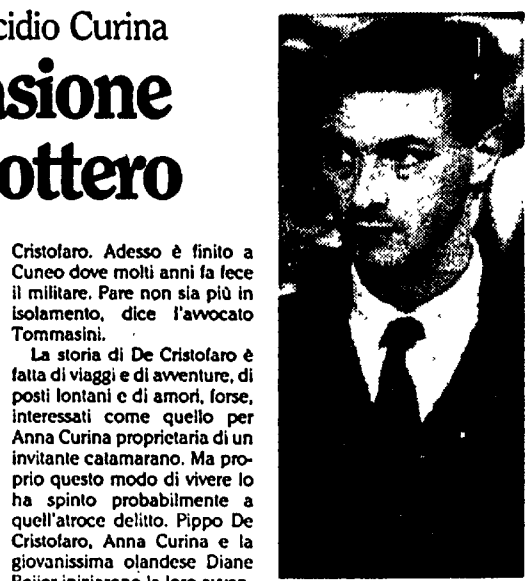 cidio Curina
asione
ottero
Cristofaro. Adesso è finito a
Cuneo dove molti anni fa fece
il militare. Pare non sia più in
isolamento, dice l'avvocato
Tommasini.
La storia di De Cristofaro è
fatta di viaggi e di avventure, di
posti lontani e di amori, forse,
interessati come quello per
Anna Curina proprietaria di un
invitante catamarano. Ma pro-
prio questo modo di vivere lo
ha spinto probabilmente a
quell'atroce delitto. Pippo De
Cristofaro, Anna Curina e la
giovanissima olandese Diane